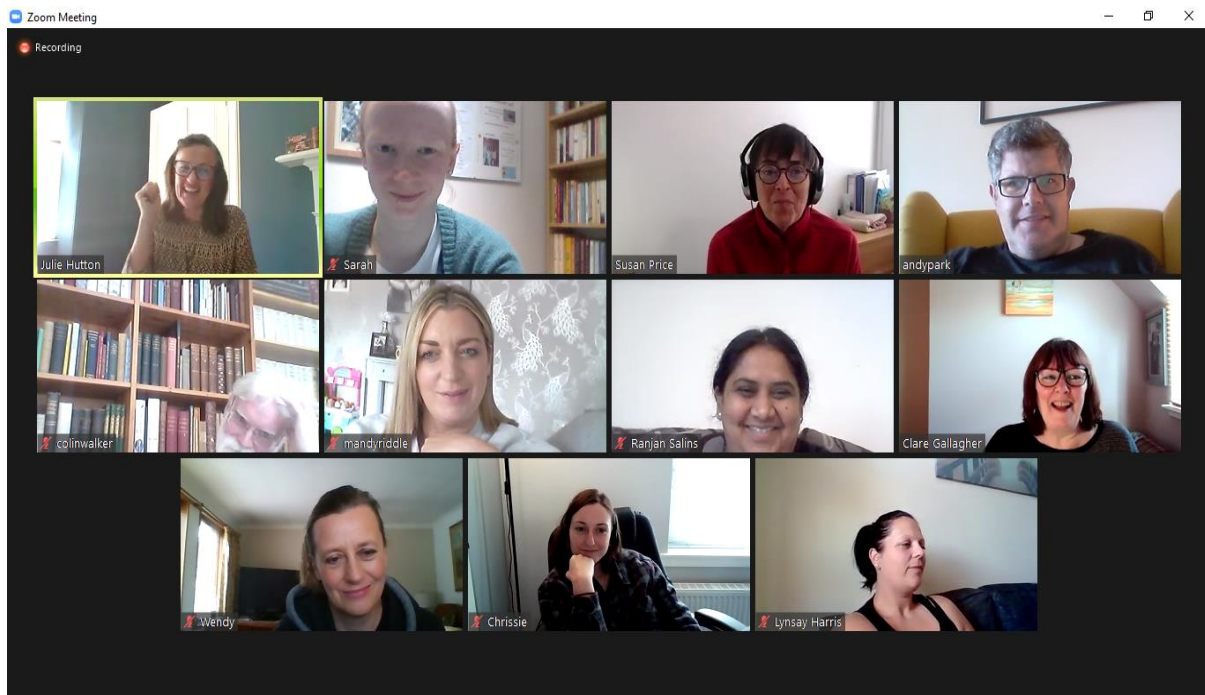 Zoom Meeting
Recording
Julie Hutton
Sarah
Susan Price
andypark
colinwalker
mandyriddle
Ranjan Salins
Clare Gallagher
Wendy
Chrissie
Lynsay Harris